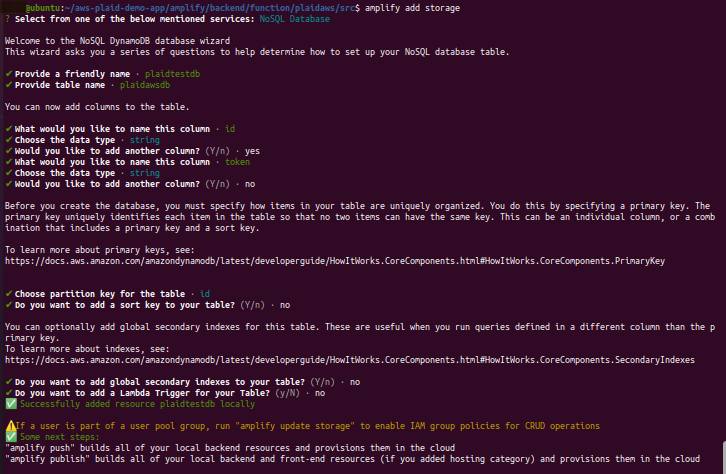 @ubuntu:~/aws-plaid-demo-app/amplify/backend/function/plaidaws/src$ amplify add storage
? Select from one of the below mentioned services: NoSQL Database
Welcome to the NoSQL DynamoDB database wizard
This wizard asks you a series of questions to help determine how to set up your NoSQL database table.
✔ Provide a friendly name · plaidtestdb
✔ Provide table name · plaidawsdb
You can now add columns to the table.
✔ What would you like to name this column · id
✔ Choose the data type · string
✔ Would you like to add another column? (Y/n) · yes
✔ What would you like to name this column · token
✔ Choose the data type · string
✔ Would you like to add another column? (Y/n) · no
Before you create the database, you must specify how items in your table are uniquely organized. You do this by specifying a primary key. The
primary key uniquely identifies each item in the table so that no two items can have the same key. This can be an individual column, or a comb
ination that includes a primary key and a sort key.
To learn more about primary keys, see:
https://docs.aws.amazon.com/amazondynamodb/latest/developerguide/HowItWorks.CoreComponents.html#HowItWorks.CoreComponents.PrimaryKey
✔ Choose partition key for the table · id
✔ Do you want to add a sort key to your table? (Y/n) · no
You can optionally add global secondary indexes for this table. These are useful when you run queries defined in a different column than the p
rimary key.
To learn more about indexes, see:
https://docs.aws.amazon.com/amazondynamodb/latest/developerguide/HowItWorks.CoreComponents.html#HowItWorks.CoreComponents.SecondaryIndexes
✔ Do you want to add global secondary indexes to your table? (Y/n) · no
✔ Do you want to add a Lambda Trigger for your Table? (y/N) · no
✅ Successfully added resource plaidtestdb locally
⚠️If a user is part of a user pool group, run "amplify update storage" to enable IAM group policies for CRUD operations
✅ Some next steps:
"amplify push" builds all of your local backend resources and provisions them in the cloud
"amplify publish" builds all of your local backend and front-end resources (if you added hosting category) and provisions them in the cloud